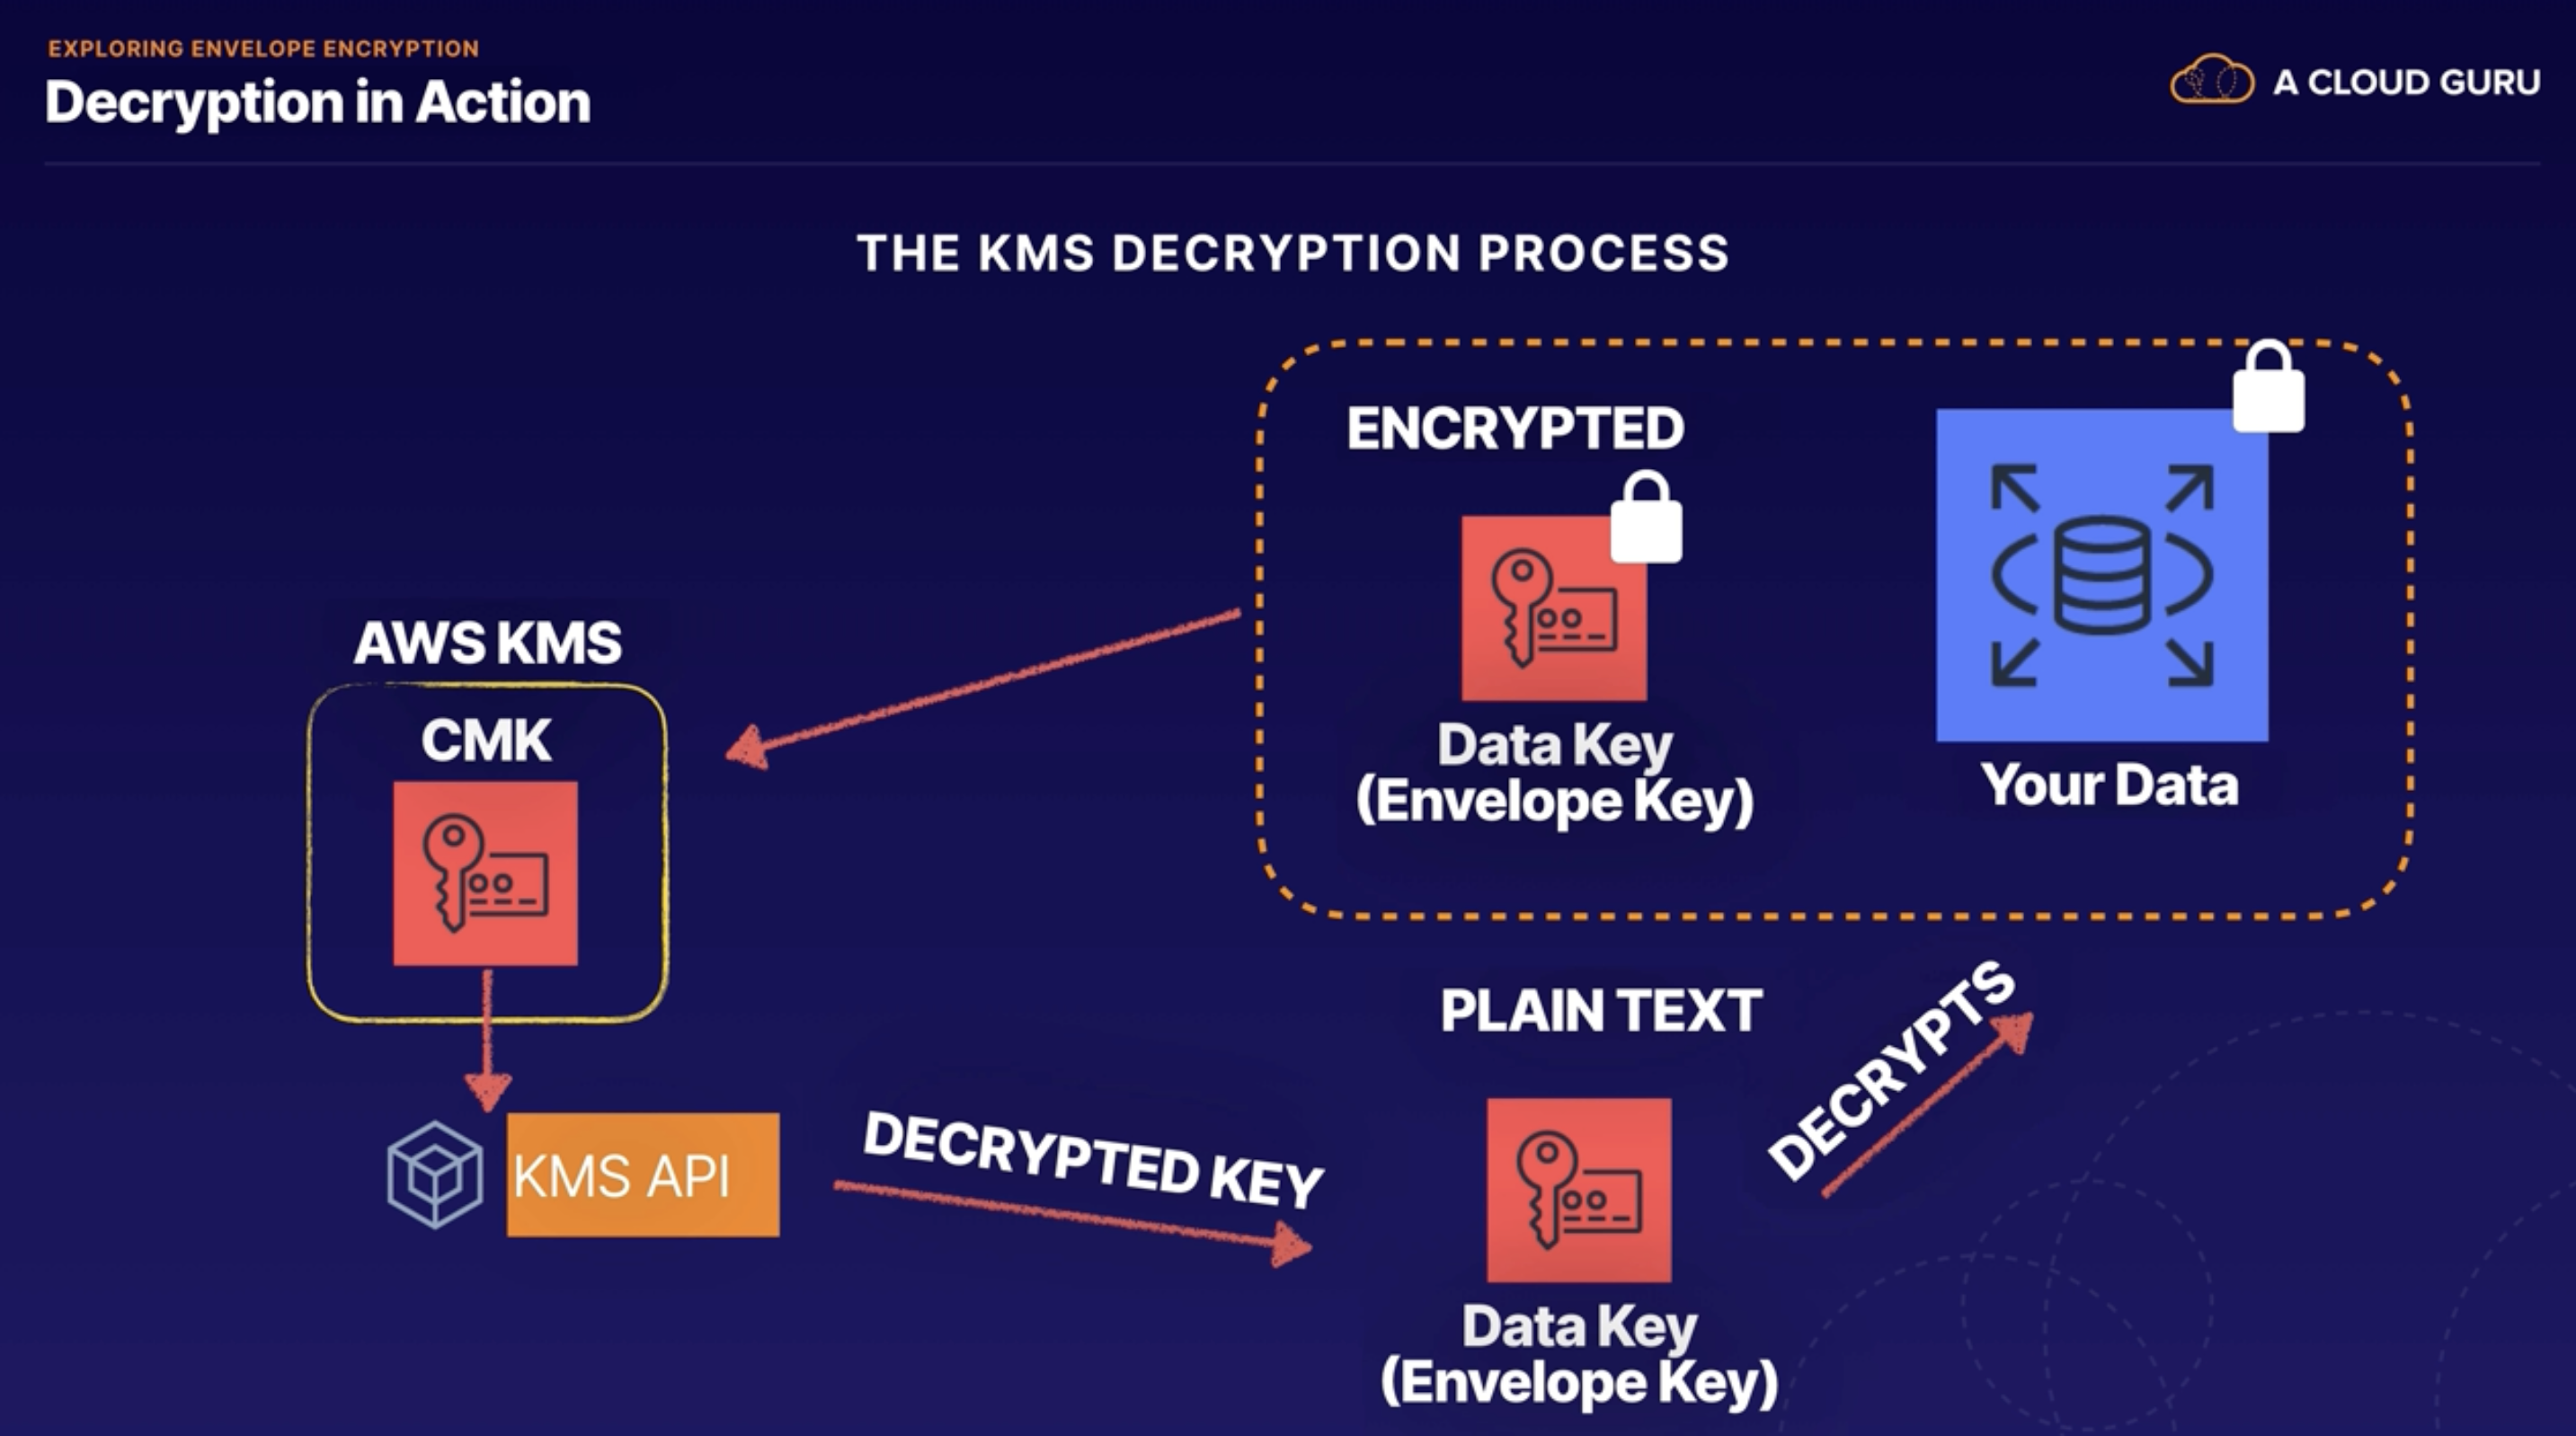 EXPLORING ENVELOPE ENCRYPTION
Decryption in Action
A CLOUD GURU
THE KMS DECRYPTION PROCESS
ENCRYPTED
Data Key
(Envelope Key)
Your Data
AWS KMS
CMK
KMS API
DECRYPTED KEY
PLAIN TEXT
Data Key
(Envelope Key)
DECRYPTS